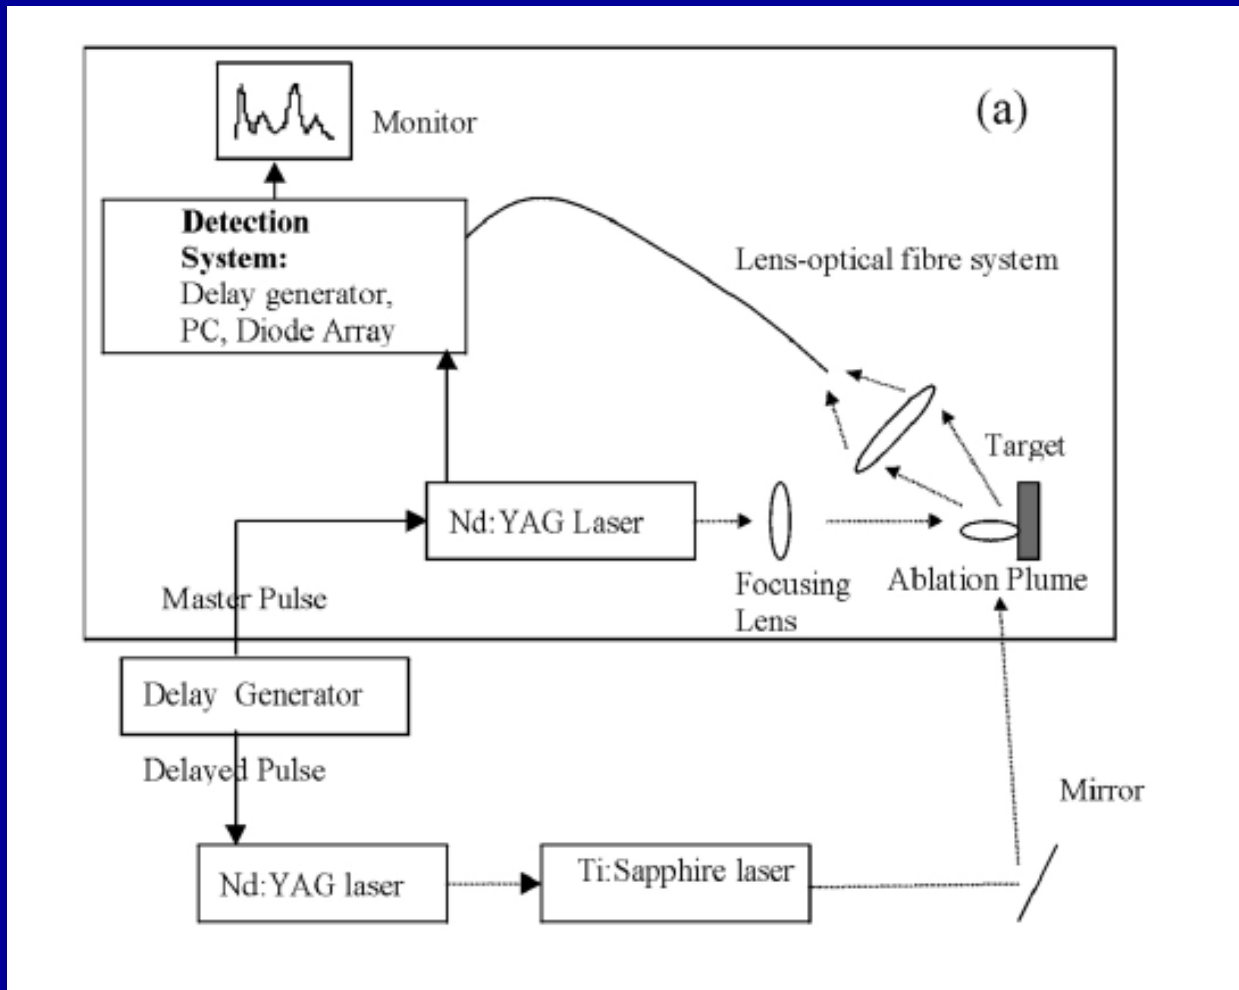 (a)
Monitor
Detection
System:
Delay generator,
PC, Diode Array
Lens-optical fibre system
Target
Nd:YAG Laser
Focusing
Lens
Ablation Plume
Master Pulse
Delay Generator
Delayed Pulse
Mirror
Nd:YAG laser
Ti:Sapphire laser